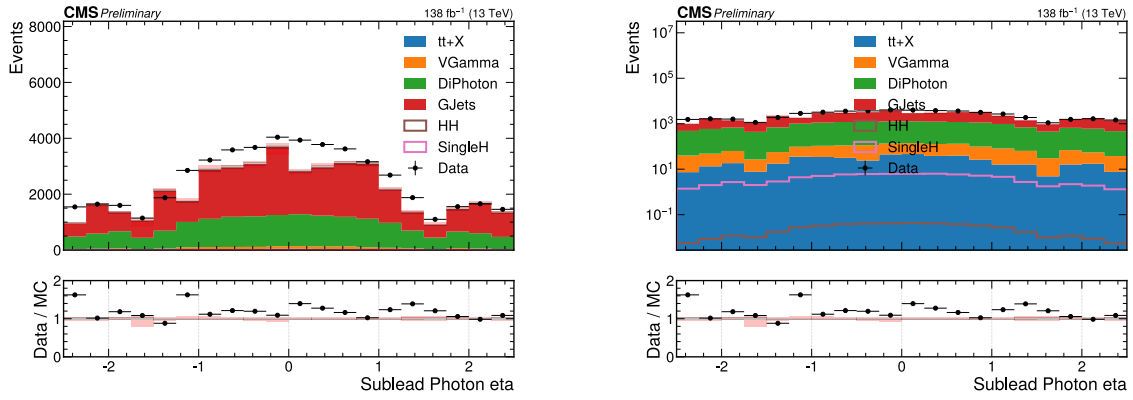 CMS Preliminary 138 fb⁻¹ (13 TeV)
Events
8000
6000
4000
2000
0
tt+X
VGamma
DiPhoton
GJets
HH
SingleH
Data
Data / MC
2
1
0
-2 -1 0 1 2
Sublead Photon eta
CMS Preliminary 138 fb⁻¹ (13 TeV)
Events
10⁷
10⁵
10³
10¹
10⁻¹
tt+X
VGamma
DiPhoton
GJets
HH
SingleH
Data
Data / MC
2
1
0
-2 -1 0 1 2
Sublead Photon eta